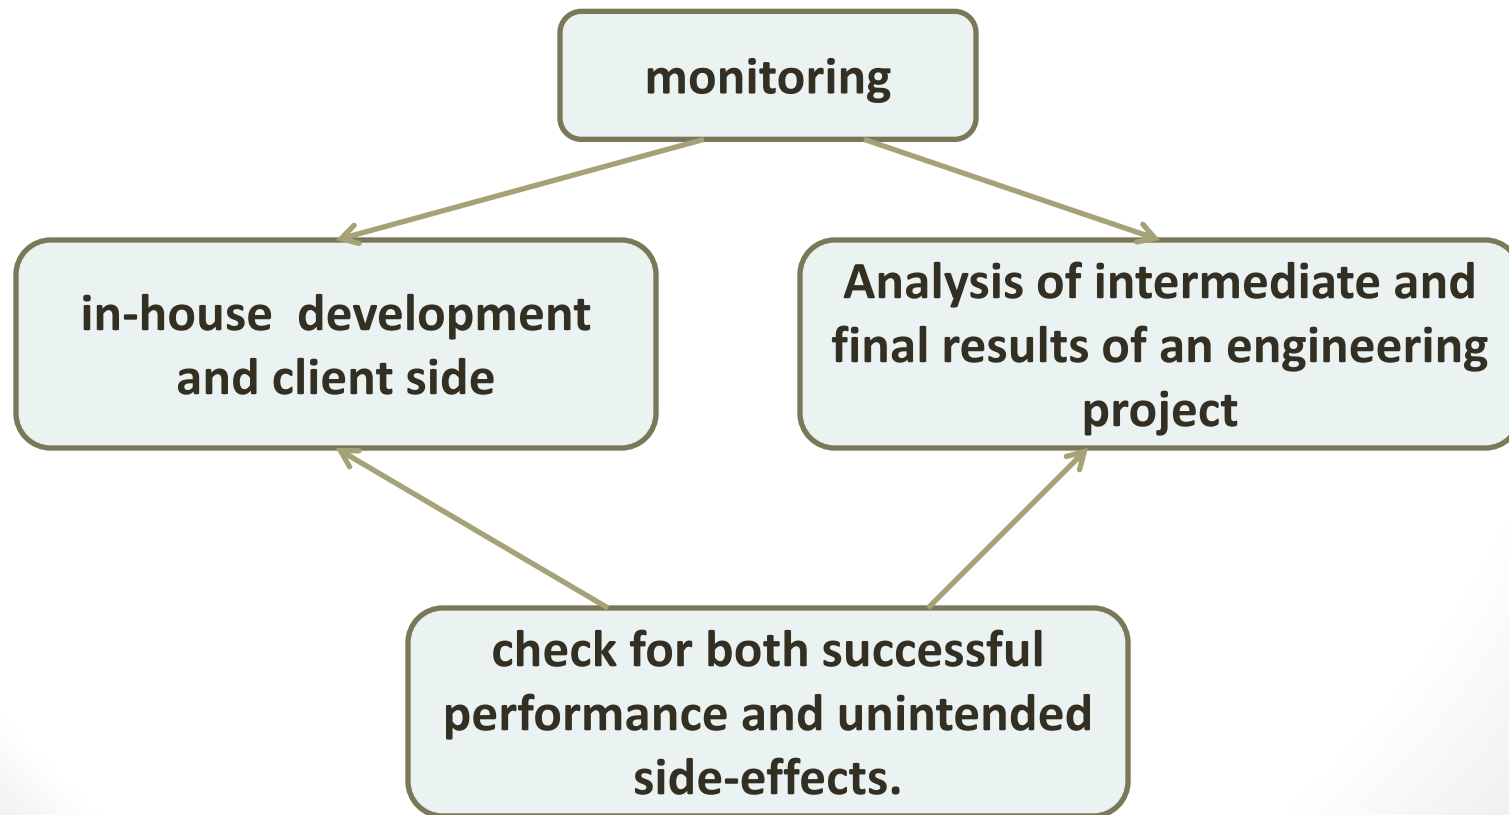 monitoring
in-house  development
and client side
Analysis of intermediate and
final results of an engineering
project
check for both successful
performance and unintended
side-effects.